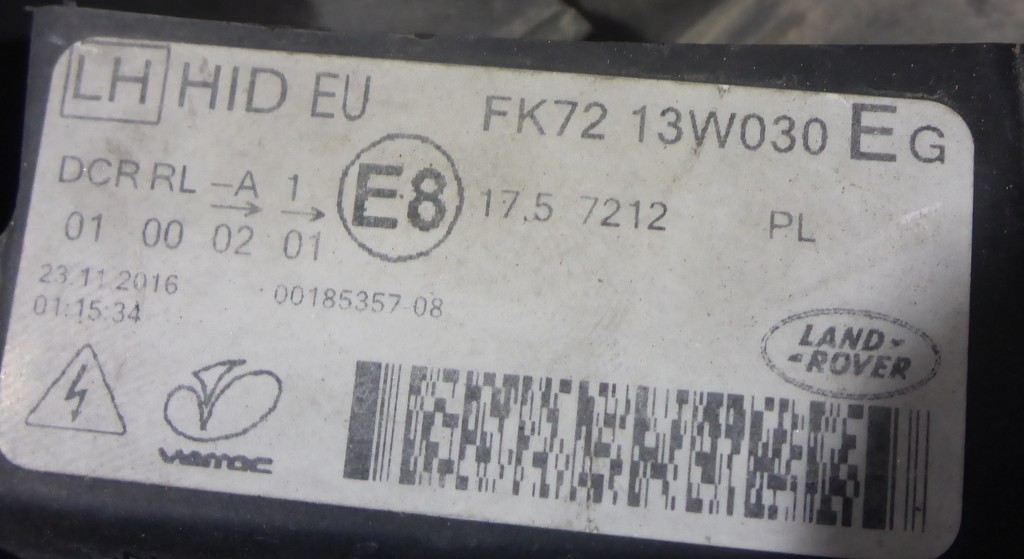 LH HID EU FK72 13W030 E G
DCR RL -A 1 E8 17,5 7212 PL
01 00 02 01
23.11.2016
01:15:34 00185357-08
LAND
-ROVER